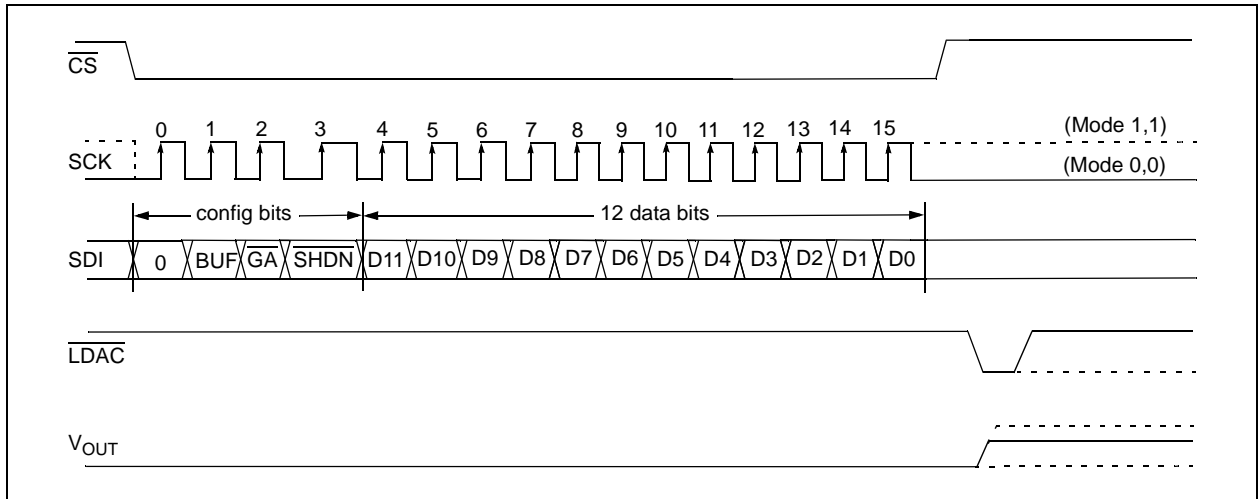 CS
0 1 2 3 4 5 6 7 8 9 10 11 12 13 14 15
(Mode 1,1)
SCK
(Mode 0,0)
config bits
12 data bits
SDI
0 BUF GA SHDN D11 D10 D9 D8 D7 D6 D5 D4 D3 D2 D1 D0
LDAC
VOUT